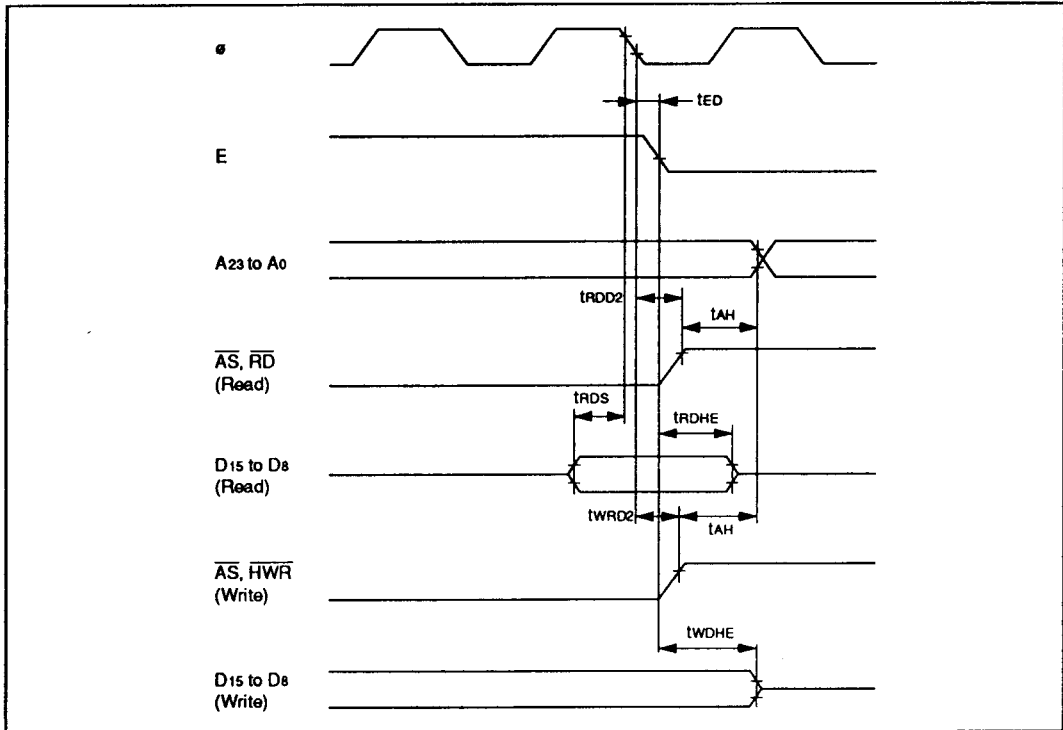 ø
tED
E
A23 to A0
tRDD2
tAH
AS, RD
(Read)
tRDS
tRDHE
D15 to D8
(Read)
tWRD2
tAH
AS, HWR
(Write)
tWDHE
D15 to D8
(Write)